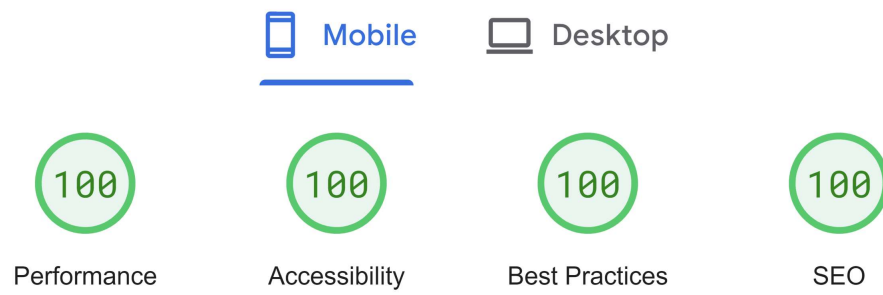 Mobile Desktop
100 100 100 100
Performance Accessibility Best Practices SEO